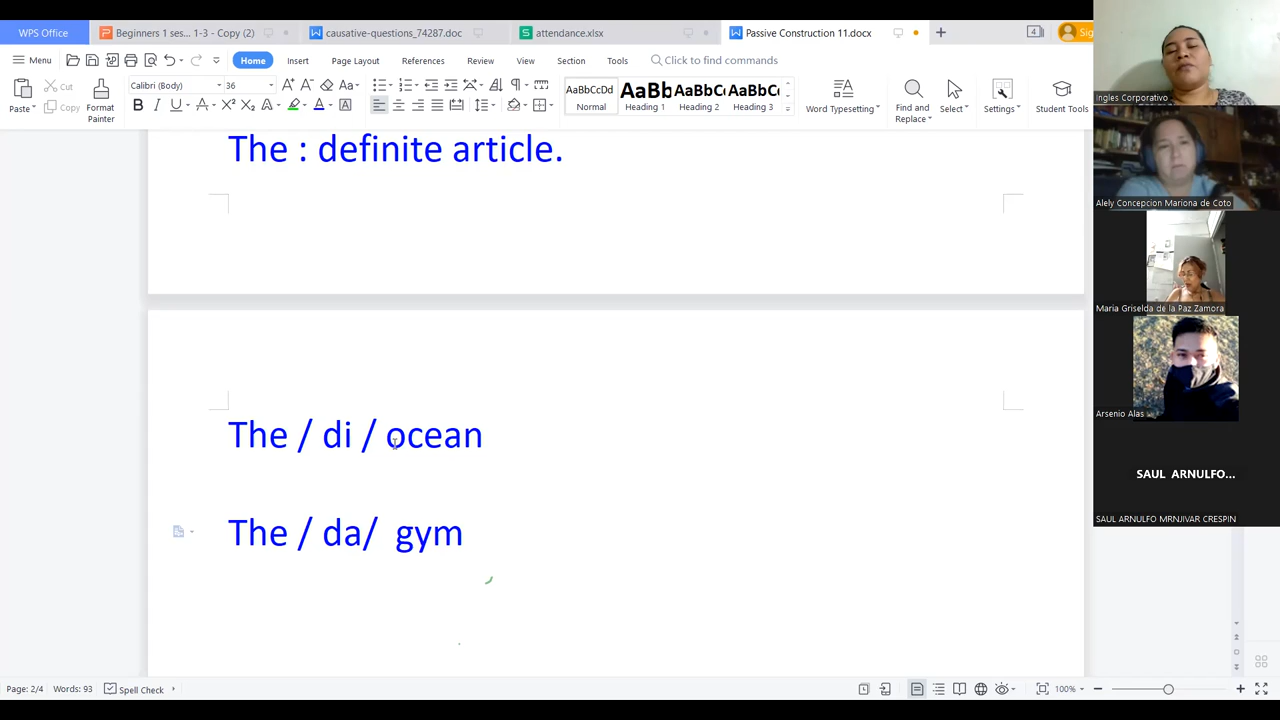 WPS Office
Beginners 1 ses... 1-3 - Copy (2)
causative-questions_74287.doc
attendance.xlsx
Passive Construction 11.docx
Sig
Menu
Home
Insert
Page Layout
References
Review
View
Section
Tools
Click to find commands
Paste
Cut
Copy
Format Painter
Calibri (Body)
36
AaBbCcDd
Normal
AaBb
Heading 1
AaBbC
Heading 2
AaBbC
Heading 3
Word Typesetting
Find and Replace
Select
Settings
Student Tools
The : definite article.
The / di / ocean
The / da/ gym
Page: 2/4
Words: 93
Spell Check
100%
Ingles Corporativo
Alely Concepcion Mariona de Coto
Maria Griselda de la Paz Zamora
Arsenio Alas
SAUL ARNULFO...
SAUL ARNULFO MRNJIVAR CRESPIN